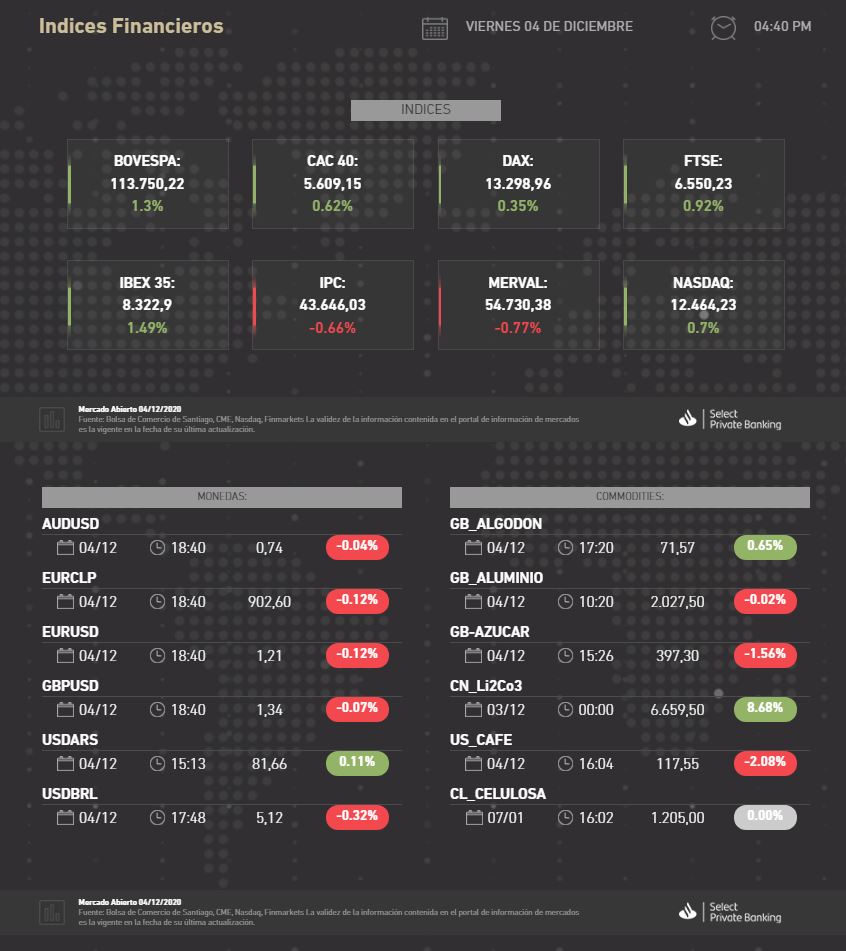 Indices Financieros
VIERNES 04 DE DICIEMBRE
04:40 PM
INDICES
BOVESPA:
113.750,22
1.3%
CAC 40:
5.609,15
0.62%
DAX:
13.298,96
0.35%
FTSE:
6.550,23
0.92%
IBEX 35:
8.322,9
1.49%
IPC:
43.646,03
-0.66%
MERVAL:
54.730,38
-0.77%
NASDAQ:
12.464,23
0.7%
Mercado Abierto 04/12/2020
Fuente: Bolsa de Comercio de Santiago, CME, Nasdaq, Finmarkets I.a validez de la información contenida en el portal de información de mercados
es la vigente en la fecha de su última actualización.
Select
Private Banking
MONEDAS:
AUDUSD
04/12 18:40 0,74 -0.04%
EURCLP
04/12 18:40 902,60 -0.12%
EURUSD
04/12 18:40 1,21 -0.12%
GBPUSD
04/12 18:40 1,34 -0.07%
USDARS
04/12 15:13 81,66 0.11%
USDBRL
04/12 17:48 5,12 -0.32%
COMMODITIES:
GB_ALGODON
04/12 17:20 71,57 0.65%
GB_ALUMINIO
04/12 10:20 2.027,50 -0.02%
GB-AZUCAR
04/12 15:26 397,30 -1.56%
CN_Li2Co3
03/12 00:00 6.659,50 8.68%
US_CAFE
04/12 16:04 117,55 -2.08%
CL_CELULOSA
07/01 16:02 1.205,00 0.00%
Mercado Abierto 04/12/2020
Fuente: Bolsa de Comercio de Santiago, CME, Nasdaq, Finmarkets I.a validez de la información contenida en el portal de información de mercados
es la vigente en la fecha de su última actualización.
Select
Private Banking